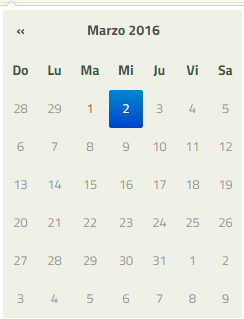 « Marzo 2016
Do Lu Ma Mi Ju Vi Sa
28 29 1 2 3 4 5
6 7 8 9 10 11 12
13 14 15 16 17 18 19
20 21 22 23 24 25 26
27 28 29 30 31 1 2
3 4 5 6 7 8 9